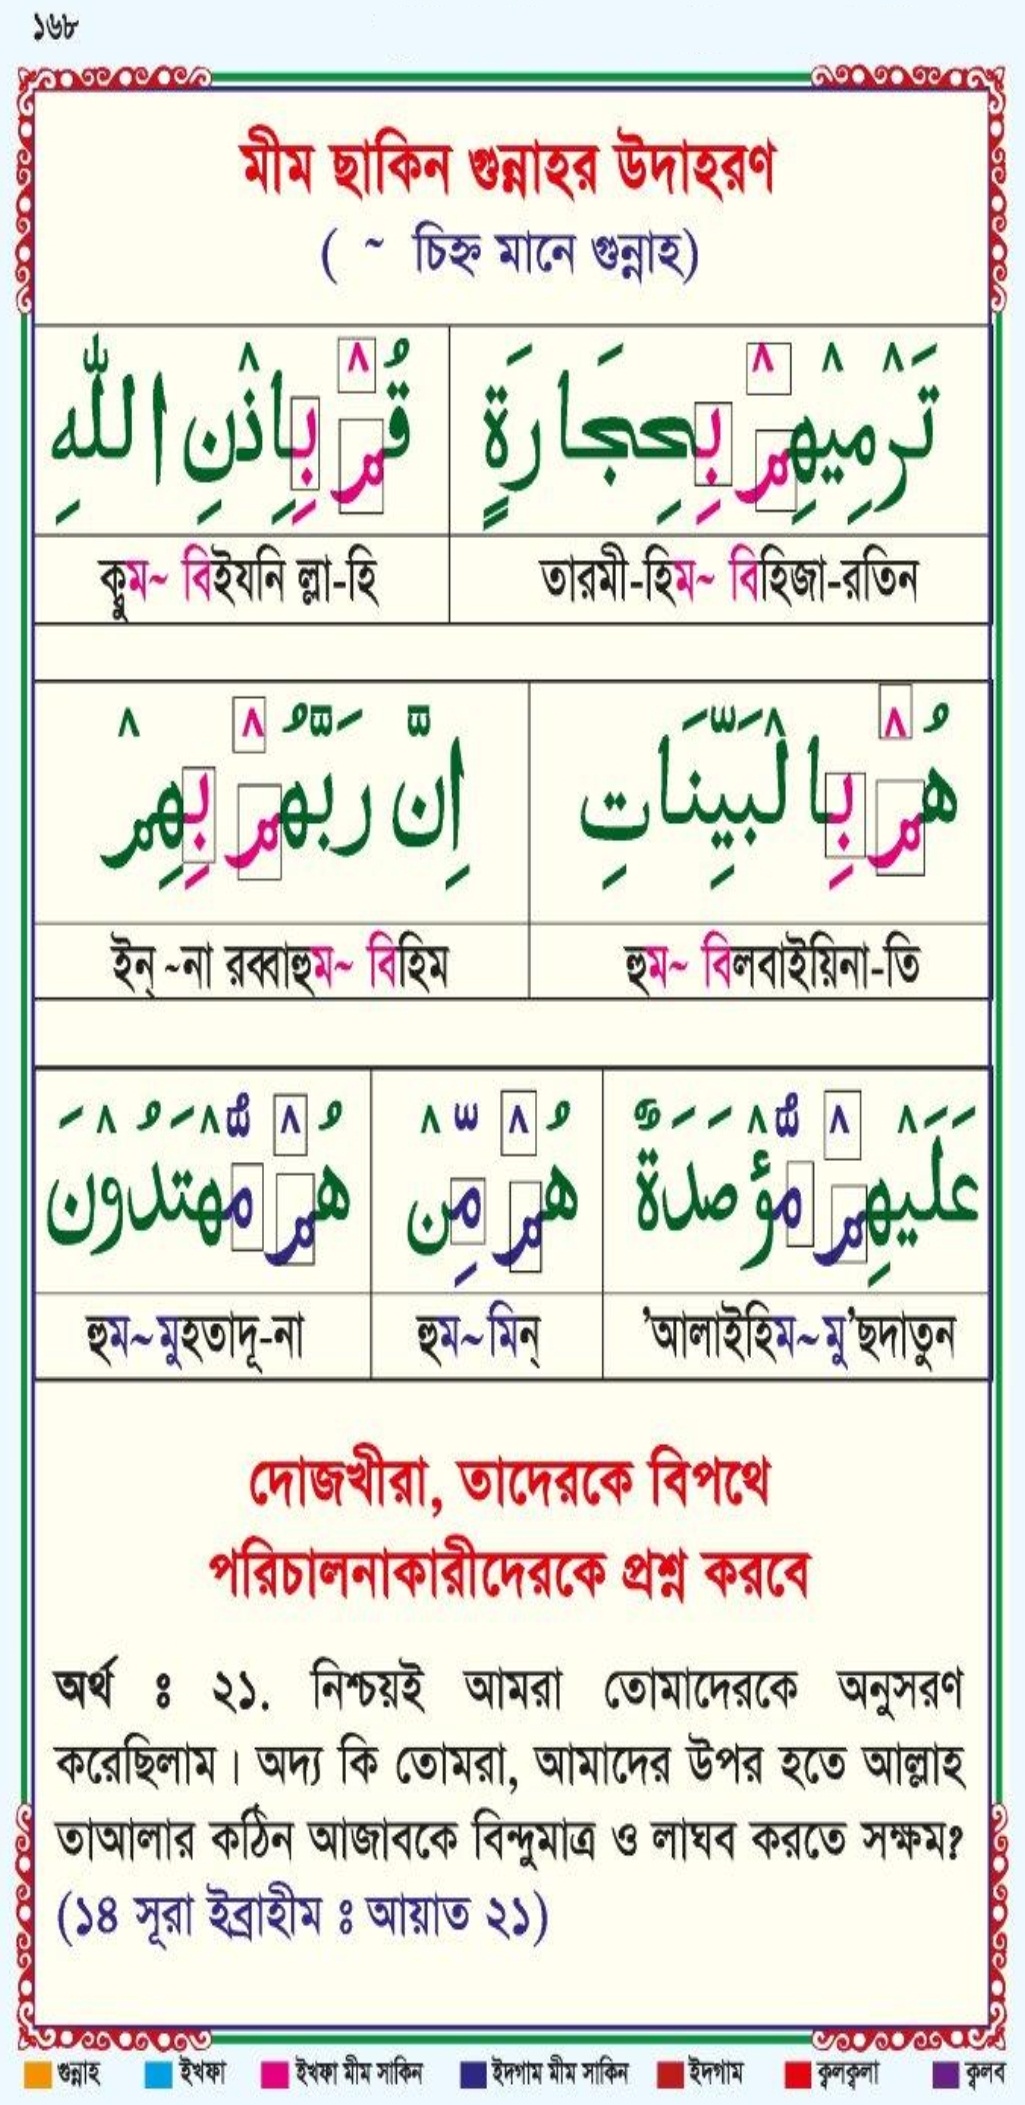 ১৬৮
মীম ছাকিন গুন্নাহর উদাহরণ
( ~ চিহ্ন মানে গুন্নাহ)
تَرْمِيْهِمْ بِحِجَارَةٍ
قُمْ بِاِذْنِ اللّٰهِ
তারমী-হিম~ বিহিজা-রতিন
ক্বুম~ বিইযনি ল্লা-হি
هُمْ بِالْبَيِّنَاتِ
اِنَّ رَبَّهُمْ بِهِمْ
হুম~ বিলবাইয়িনা-তি
ইন্ ~না রব্বাহুম~ বিহিম
عَلَيْهِمْ مُّؤْصَدَةٌ
هُمْ مِّنْ
هُمْ مُّهْتَدُوْنَ
'আলাইহিম~মু'ছদাতুন
হুম~মিন্
হুম~মুহতাদূ-না
দোজখীরা, তাদেরকে বিপথে
পরিচালনাকারীদেরকে প্রশ্ন করবে
অর্থ ঃ ২১. নিশ্চয়ই আমরা তোমাদেরকে অনুসরণ
করেছিলাম। অদ্য কি তোমরা, আমাদের উপর হতে আল্লাহ
তাআলার কঠিন আজাবকে বিন্দুমাত্র ও লাঘব করতে সক্ষম?
(১৪ সূরা ইব্রাহীম ঃ আয়াত ২১)
গুন্নাহ ইখফা ইখফা মীম সাকিন ইদগাম মীম সাকিন ইদগাম ক্বলক্বলা ক্বলব